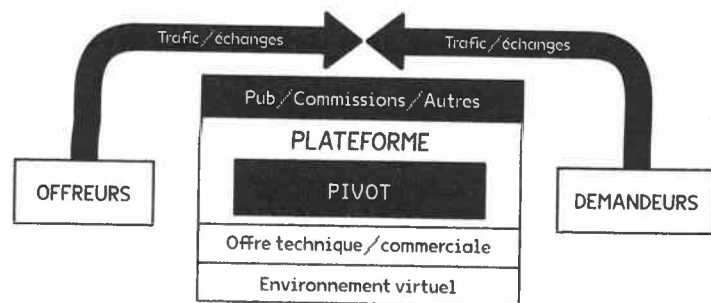 Trafic/échanges
Trafic/échanges
Pub/Commissions/Autres
PLATEFORME
OFFREURS
PIVOT
DEMANDEURS
Offre technique/commerciale
Environnement virtuel